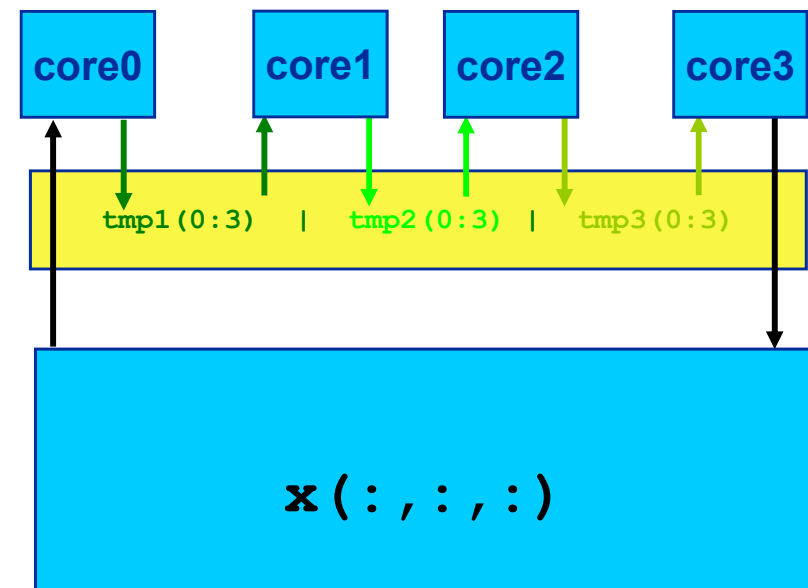 core0 core1 core2 core3
tmp1(0:3) | tmp2(0:3) | tmp3(0:3)
x(:,:,:)